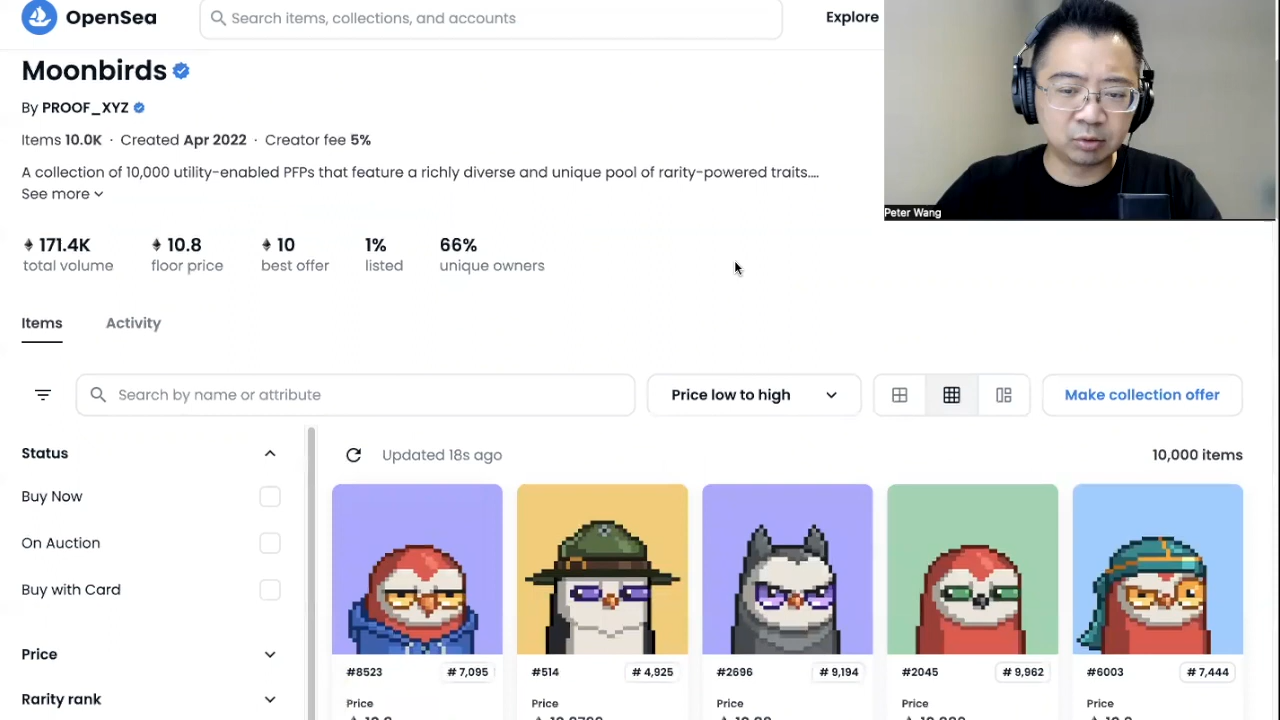 OpenSea
Search items, collections, and accounts
Explore
Moonbirds
By PROOF_XYZ
Items 10.0K · Created Apr 2022 · Creator fee 5%
A collection of 10,000 utility-enabled PFPs that feature a richly diverse and unique pool of rarity-powered traits....
See more
171.4K 10.8 10 1% 66%
total volume floor price best offer listed unique owners
Peter Wang
Items Activity
Search by name or attribute
Price low to high
Make collection offer
Status
Updated 18s ago
10,000 items
Buy Now
On Auction
Buy with Card
Price
Rarity rank
#8523 # 7,095 #514 # 4,925 #2696 # 9,194 #2045 # 9,962 #6003 # 7,444
Price Price Price Price Price